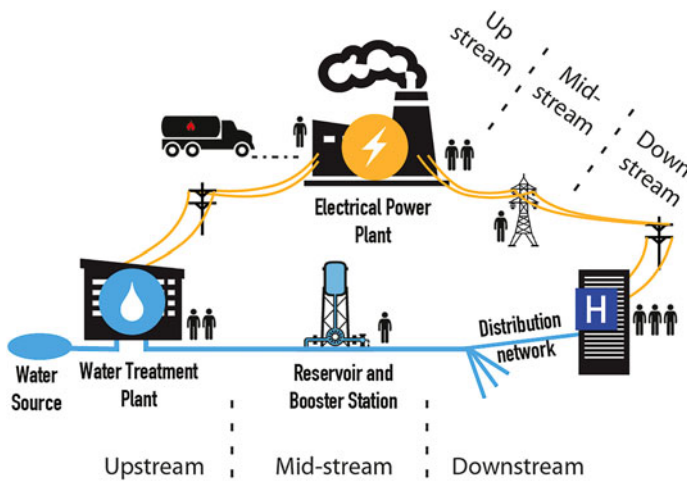 Up
stream
Mid-
stream
Down
stream
Electrical Power
Plant
H
Distribution
network
Water
Source
Water Treatment
Plant
Reservoir and
Booster Station
Upstream
Mid-stream
Downstream